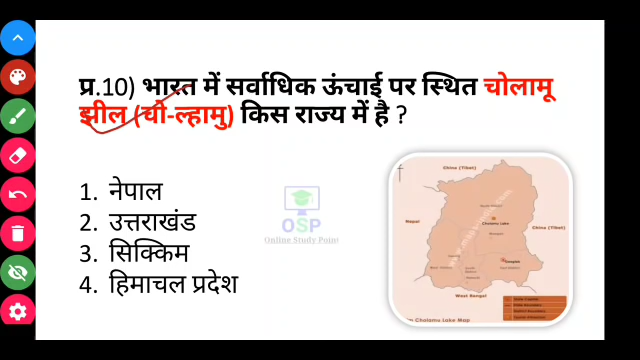 प्र.10) भारत में सर्वाधिक ऊंचाई पर स्थित चोलामू
झील (चो-ल्हामु) किस राज्य में है ?
1. नेपाल
2. उत्तराखंड
3. सिक्किम
4. हिमाचल प्रदेश
OSP
Online Study Point
China (Tibet)
Nepal
Cholamu Lake
China (Tibet)
Gangtok
West Bengal
Cholamu Lake Map